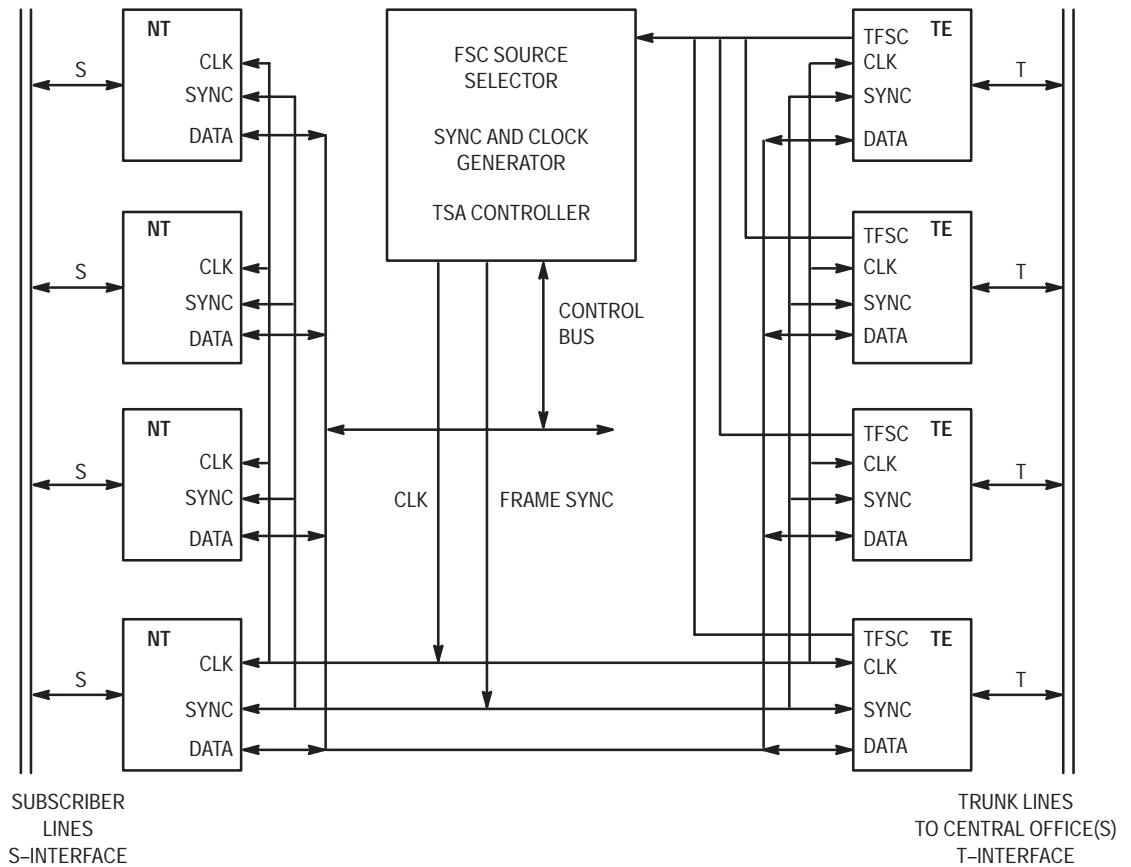 NT
CLK
SYNC
DATA
S
NT
CLK
SYNC
DATA
S
NT
CLK
SYNC
DATA
S
NT
CLK
SYNC
DATA
S
SUBSCRIBER
LINES
S–INTERFACE
FSC SOURCE
SELECTOR
SYNC AND CLOCK
GENERATOR
TSA CONTROLLER
CONTROL
BUS
CLK
FRAME SYNC
TFSC TE
CLK
SYNC
DATA
T
TFSC TE
CLK
SYNC
DATA
T
TFSC TE
CLK
SYNC
DATA
T
TFSC TE
CLK
SYNC
DATA
T
TRUNK LINES
TO CENTRAL OFFICE(S)
T–INTERFACE